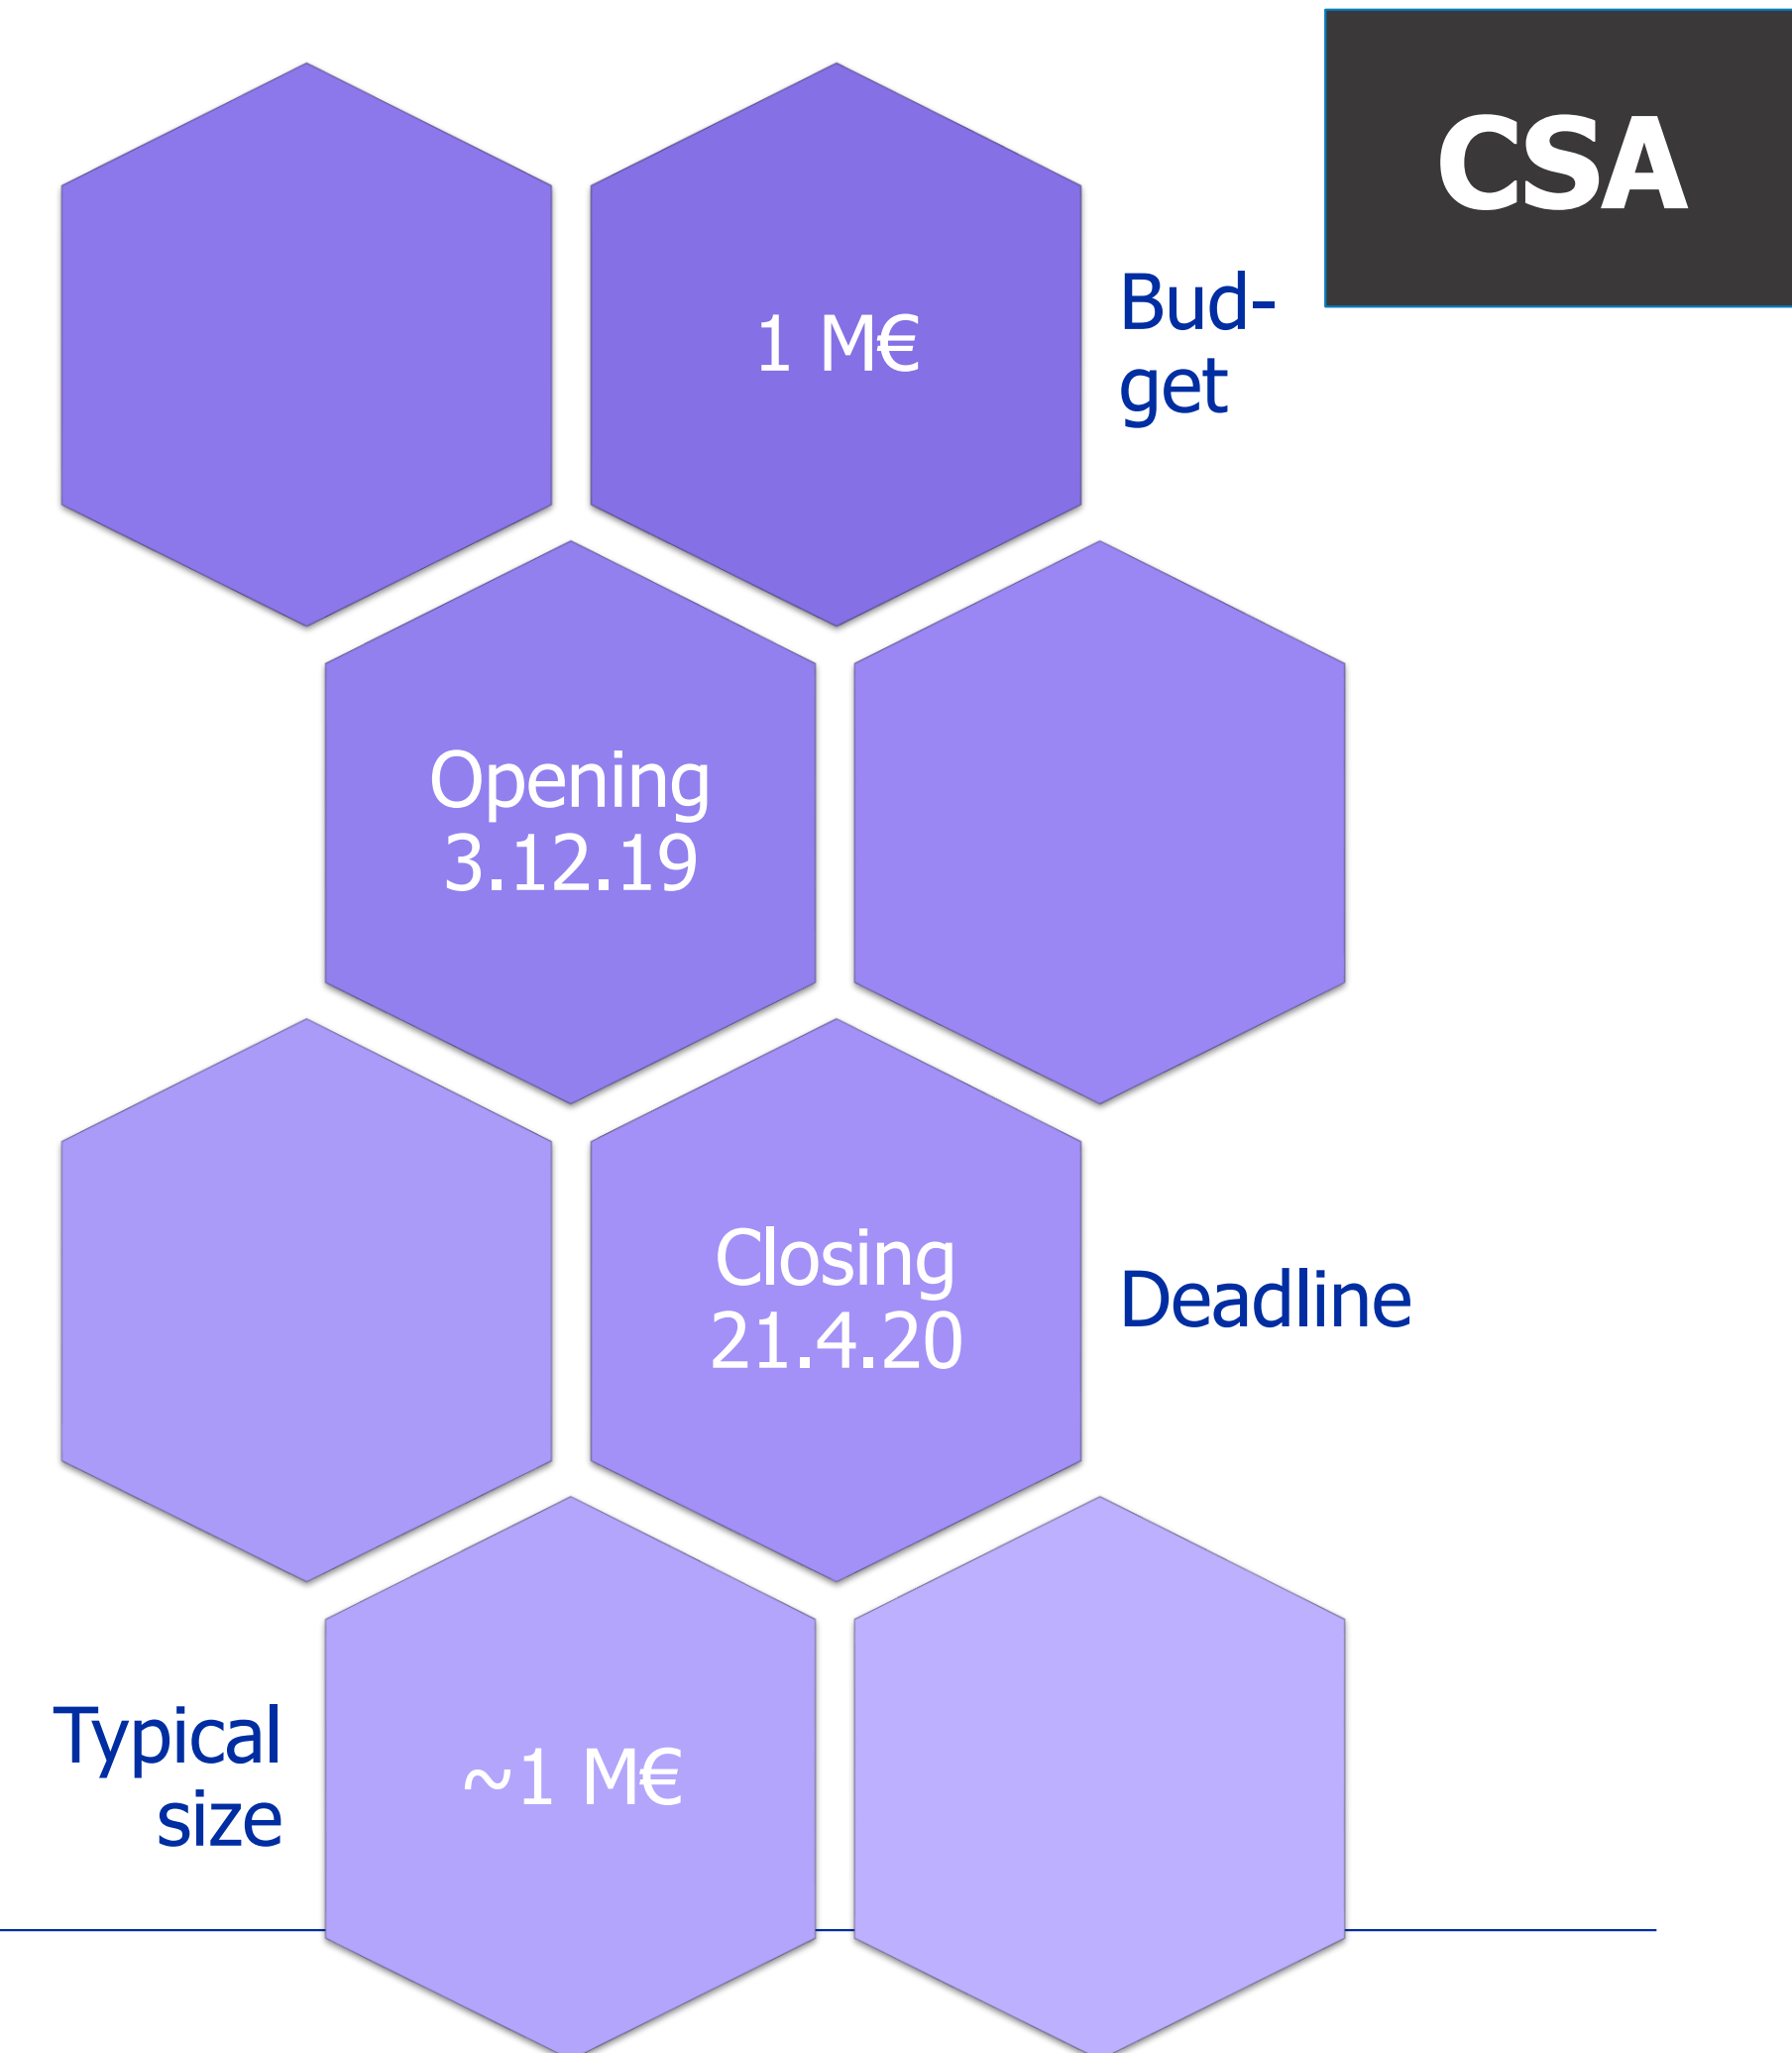 CSA
1 M€
Bud-
get
Opening
3.12.19
Closing
21.4.20
Deadline
Typical
size
~1 M€